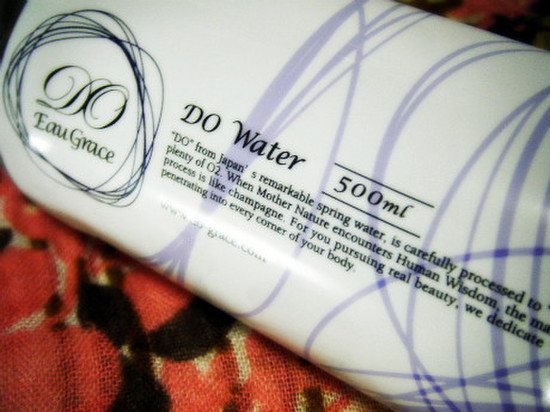 DO
Eau Grace
DO Water
500ml
"DO" from Japan's remarkable spring water, is carefully processed to
plenty of O2. When Mother Nature encounters Human Wisdom, the
process is like champagne. For you pursuing real beauty, we dedicate
penetrating into every corner of your body.